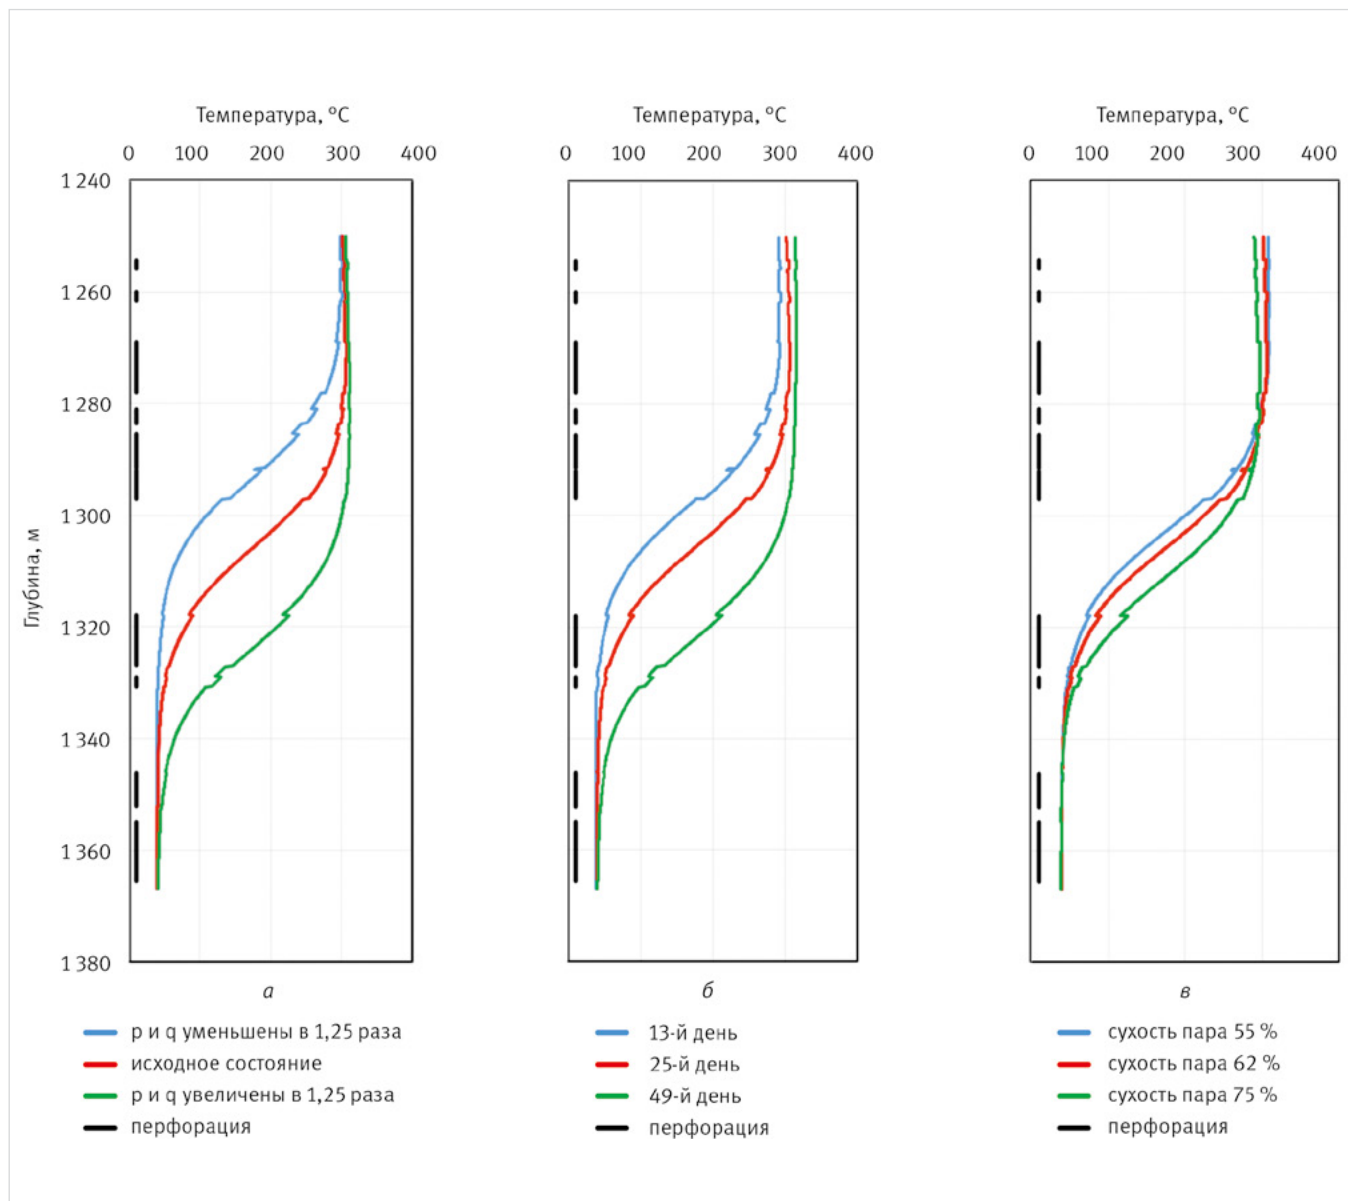 Температура, °C Температура, °C Температура, °C
0 100 200 300 400 0 100 200 300 400 0 100 200 300 400
1 240
1 260
1 280
1 300
1 320
1 340
1 360
1 380
Глубина, м
а б в
p и q уменьшены в 1,25 раза 13-й день сухость пара 55 %
исходное состояние 25-й день сухость пара 62 %
p и q увеличены в 1,25 раза 49-й день сухость пара 75 %
перфорация перфорация перфорация